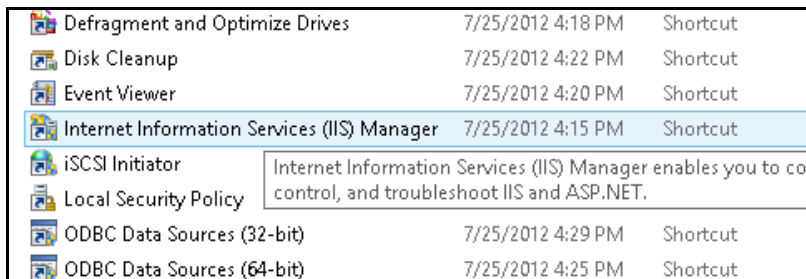 Defragment and Optimize Drives 7/25/2012 4:18 PM Shortcut
Disk Cleanup 7/25/2012 4:22 PM Shortcut
Event Viewer 7/25/2012 4:20 PM Shortcut
Internet Information Services (IIS) Manager 7/25/2012 4:15 PM Shortcut
iSCSI Initiator
Internet Information Services (IIS) Manager enables you to co
Local Security Policy
control, and troubleshoot IIS and ASP.NET.
ODBC Data Sources (32-bit) 7/25/2012 4:29 PM Shortcut
ODBC Data Sources (64-bit) 7/25/2012 4:25 PM Shortcut